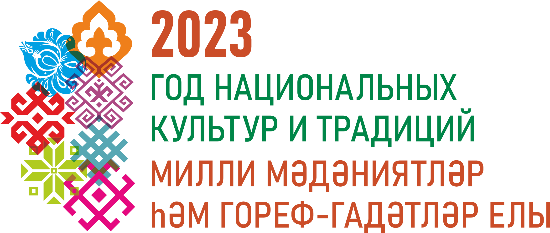 2023
ГОД НАЦИОНАЛЬНЫХ
КУЛЬТУР И ТРАДИЦИЙ
МИЛЛИ МӘДӘНИЯТЛӘР
һӘМ ГОРЕФ-ГАДӘТЛӘР ЕЛЫ